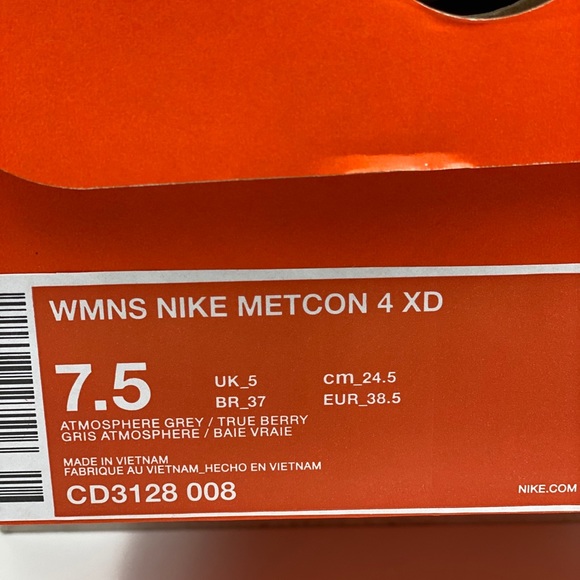 WMNS NIKE METCON 4 XD
7.5 UK_5 cm_24.5
BR_37 EUR_38.5
ATMOSPHERE GREY / TRUE BERRY
GRIS ATMOSPHERE / BAIE VRAIE
MADE IN VIETNAM
FABRIQUE AU VIETNAM_HECHO EN VIETNAM
CD3128 008 NIKE.COM